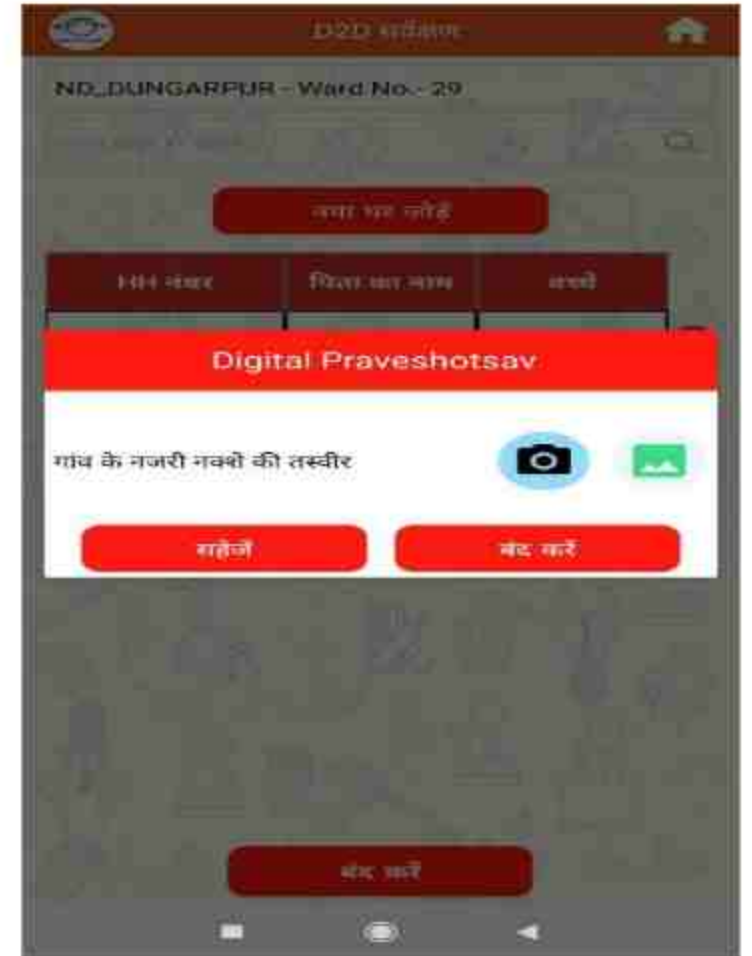 D2D सर्वेक्षण
ND_DUNGARPUR - Ward No.- 29
नया घर जोड़ें
HH नंबर पिता का नाम बच्चे
Digital Praveshotsav
गांव के नजरी नक्शे की तस्वीर
सहेजें बंद करें
बंद करें